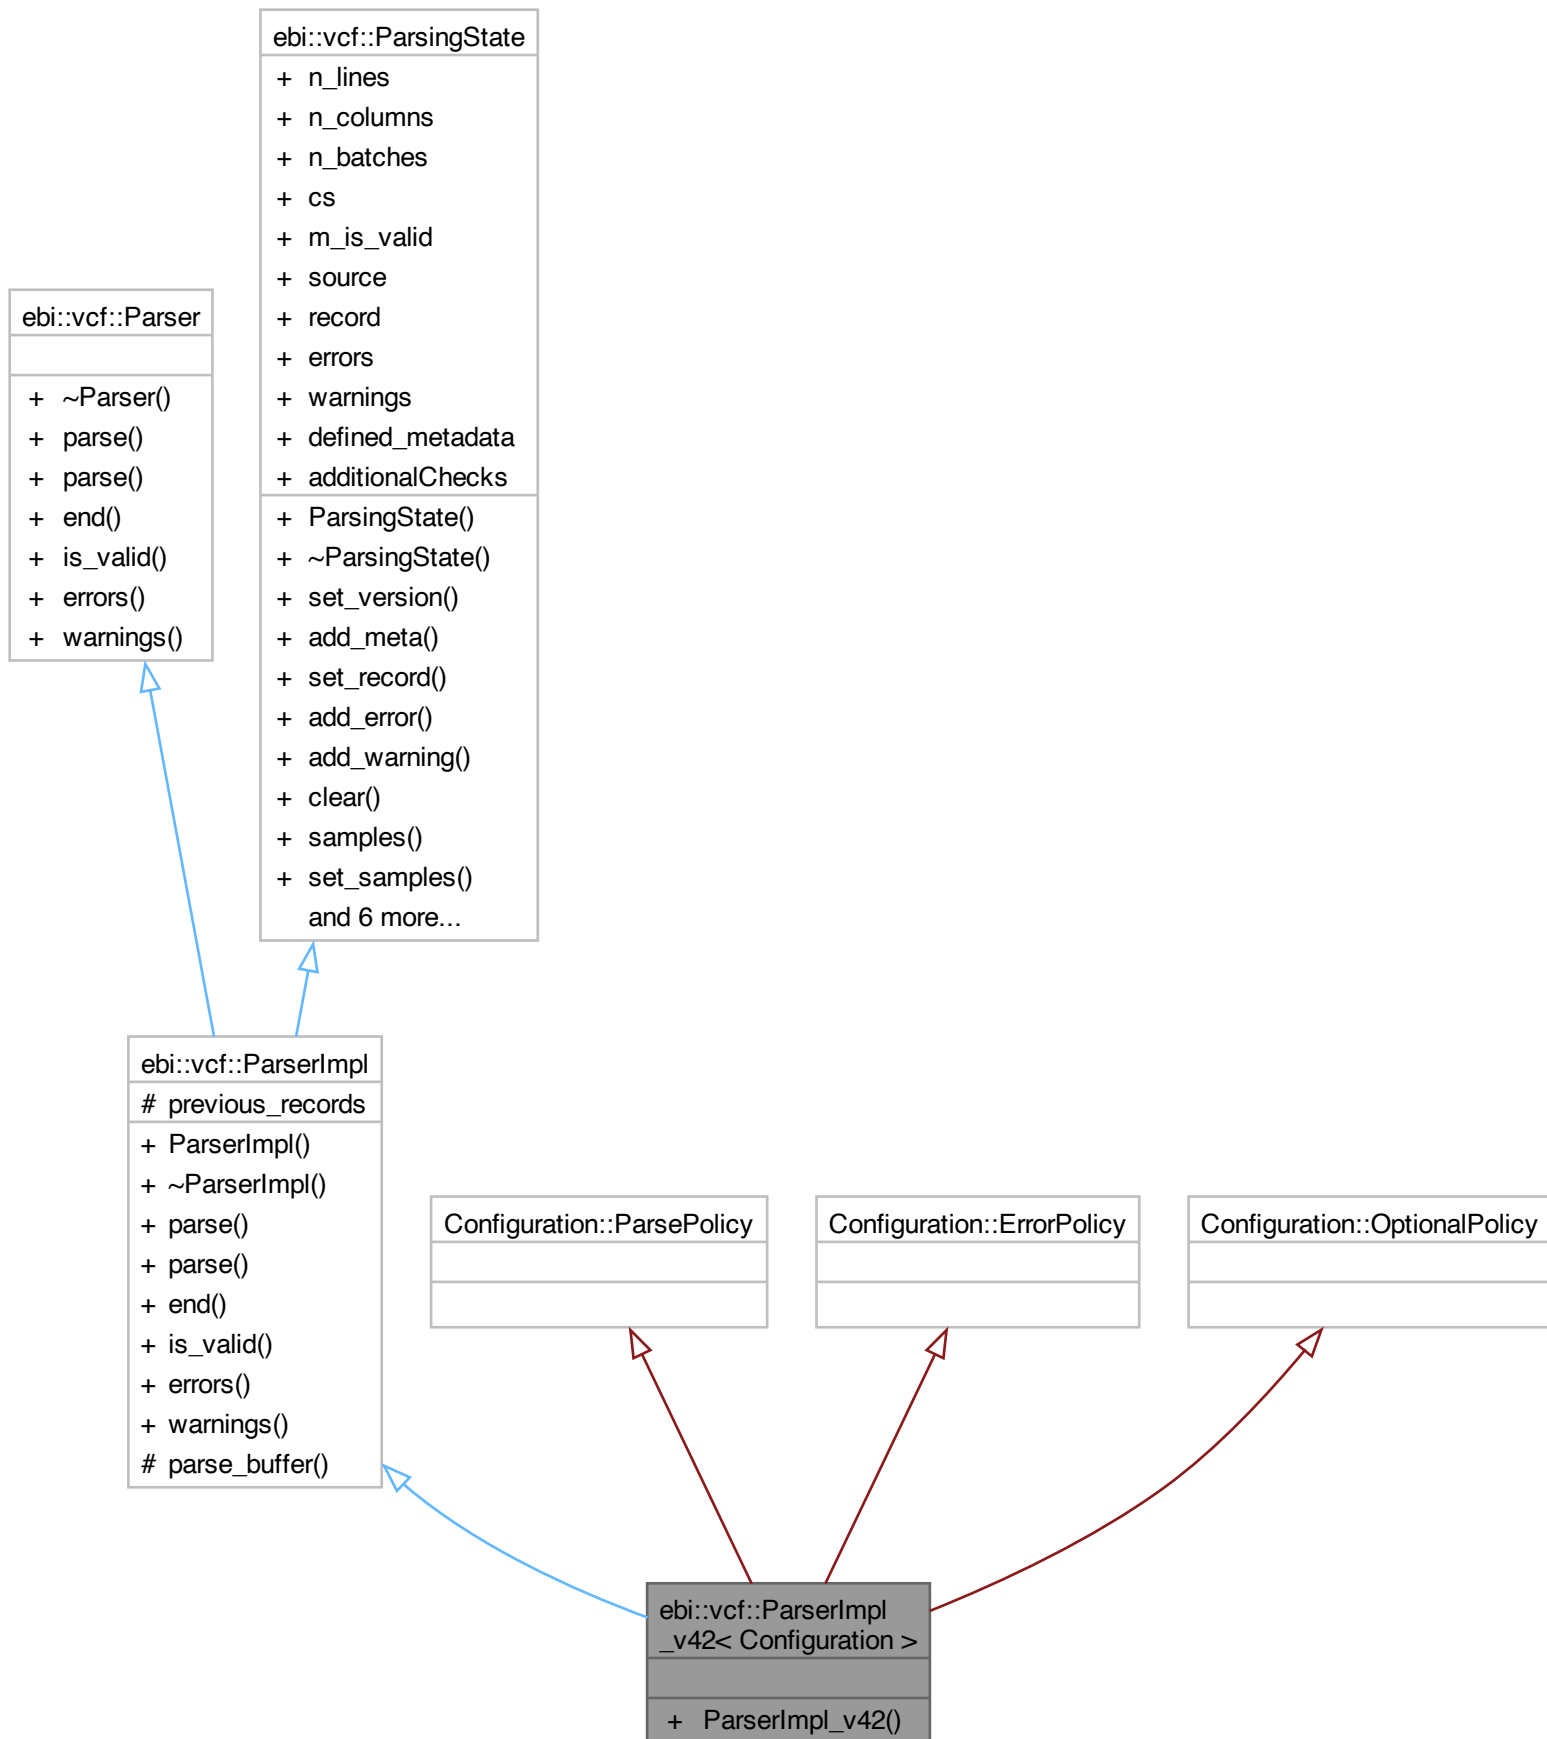 ebi::vcf::ParsingState
+ n_lines
+ n_columns
+ n_batches
+ cs
+ m_is_valid
+ source
+ record
+ errors
+ warnings
+ defined_metadata
+ additionalChecks
+ ParsingState()
+ ~ParsingState()
+ set_version()
+ add_meta()
+ set_record()
+ add_error()
+ add_warning()
+ clear()
+ samples()
+ set_samples()
and 6 more...
ebi::vcf::Parser
+ ~Parser()
+ parse()
+ parse()
+ end()
+ is_valid()
+ errors()
+ warnings()
ebi::vcf::ParserImpl
# previous_records
+ ParserImpl()
+ ~ParserImpl()
+ parse()
+ parse()
+ end()
+ is_valid()
+ errors()
+ warnings()
# parse_buffer()
Configuration::ParsePolicy
Configuration::ErrorPolicy
Configuration::OptionalPolicy
ebi::vcf::ParserImpl
_v42< Configuration >
+ ParserImpl_v42()